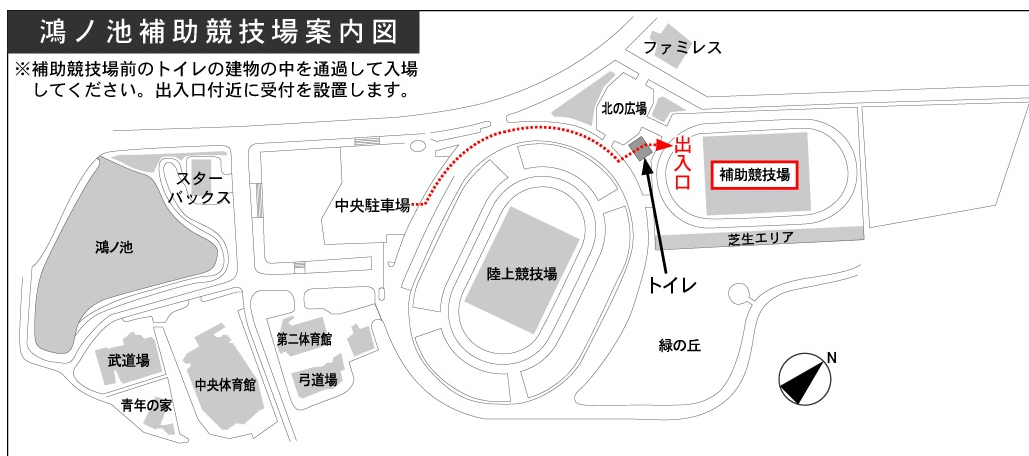 鴻ノ池補助競技場案内図
※補助競技場前のトイレの建物の中を通過して入場
してください。出入口付近に受付を設置します。
ファミレス
北の広場
出入口
補助競技場
スター
バックス
中央駐車場
芝生エリア
鴻ノ池
陸上競技場
トイレ
第二体育館
緑の丘
武道場
中央体育館
弓道場
青年の家
N